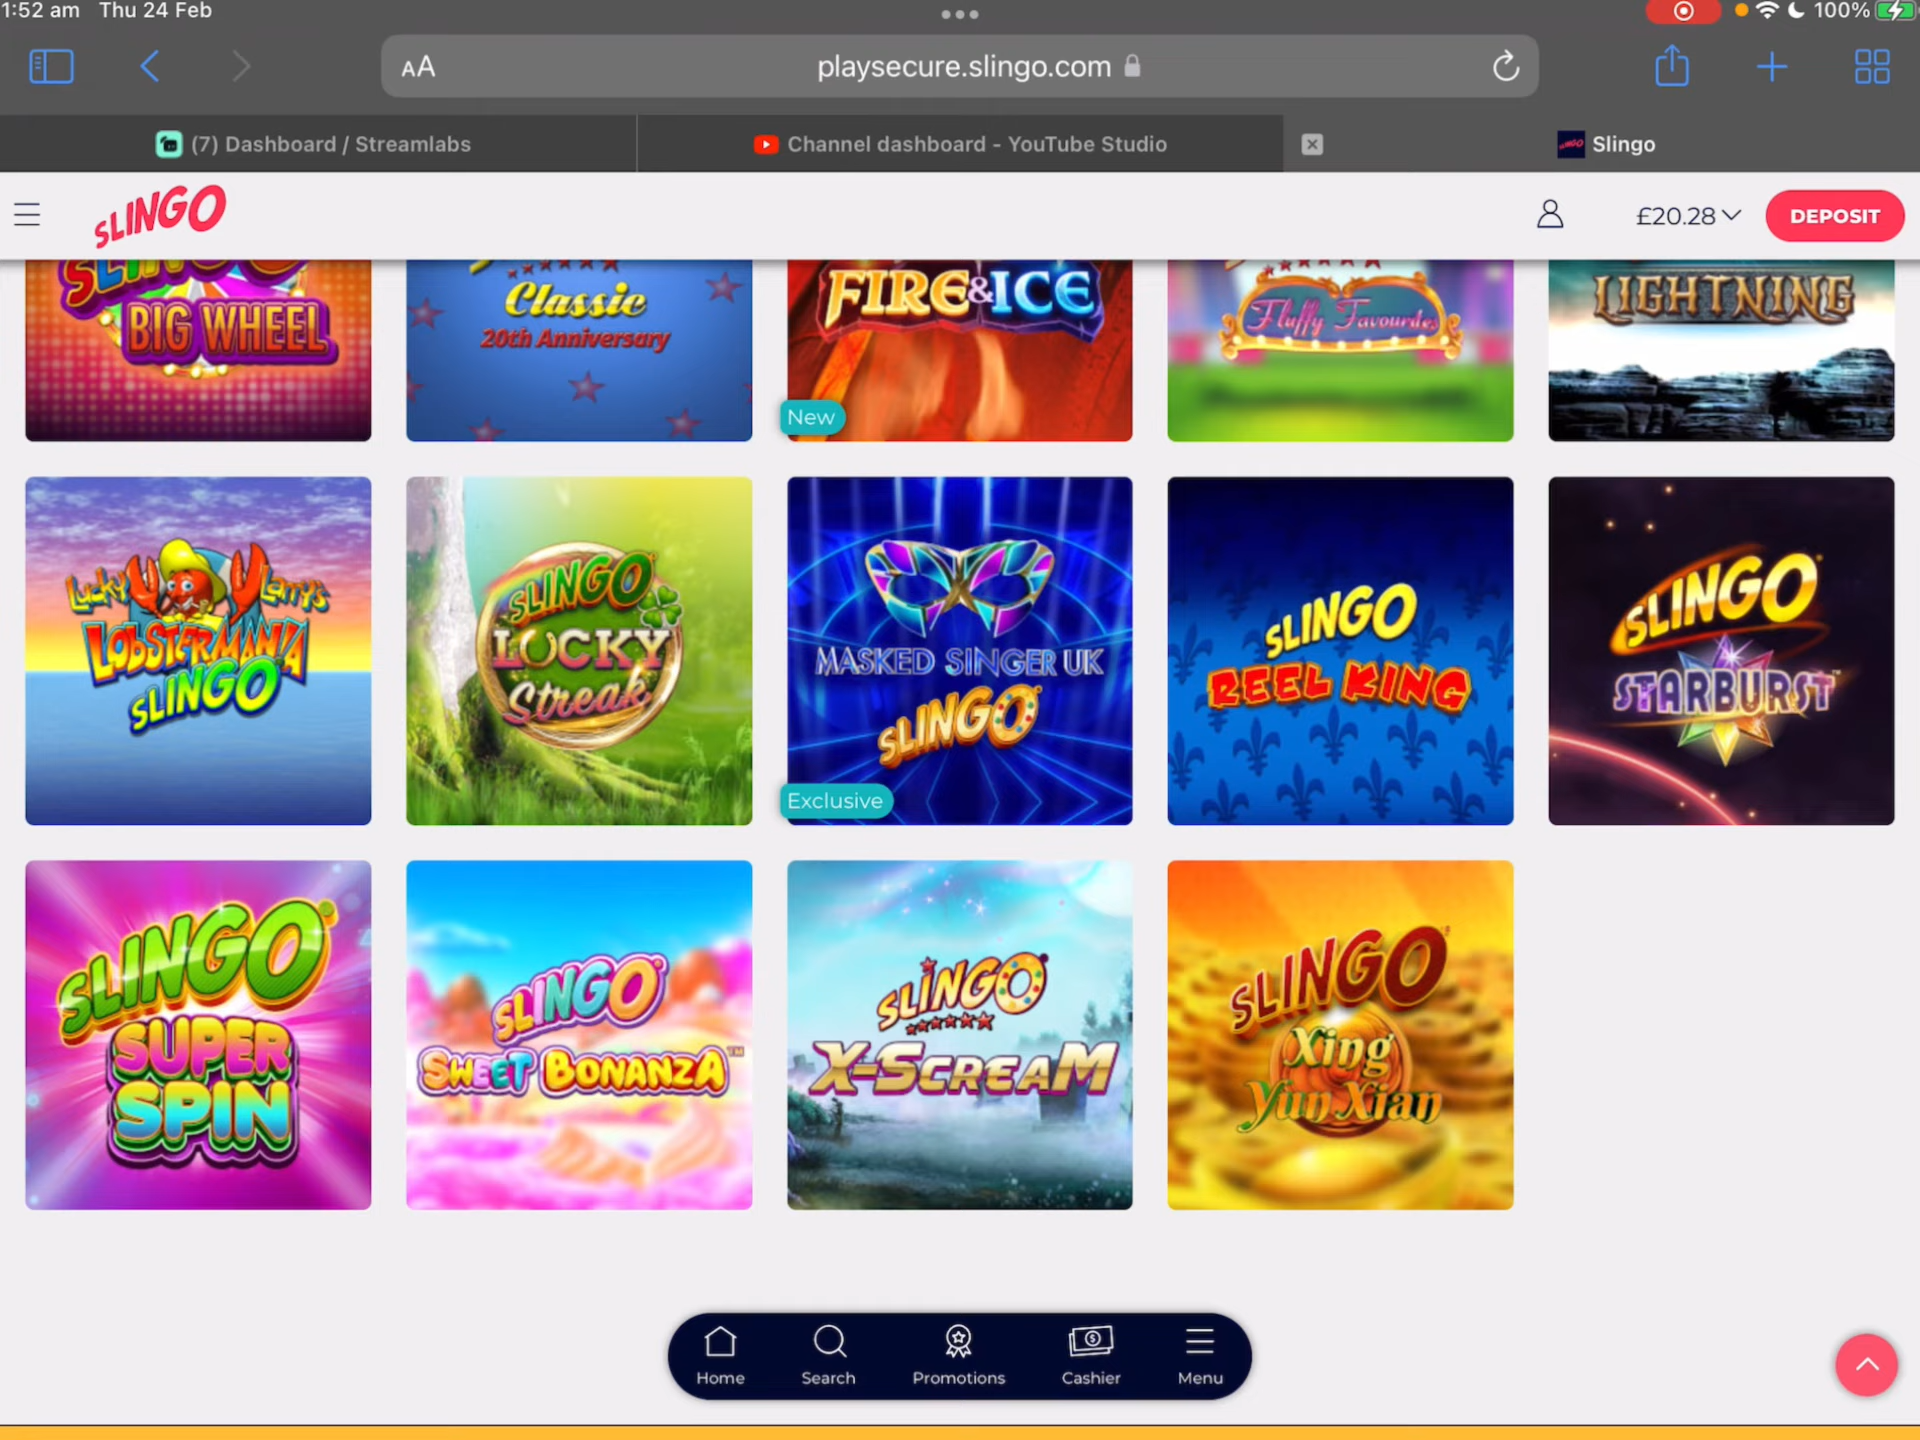 1:52 am Thu 24 Feb
100%
AA
playsecure.slingo.com
(7) Dashboard / Streamlabs
Channel dashboard - YouTube Studio
Slingo
SLINGO
£20.28
DEPOSIT
BIG WHEEL
Classic
20th Anniversary
FIRE&ICE
New
Fluffy Favourites
LIGHTNING
Lucky Larry's
LOBSTERMANIA
SLINGO
SLINGO
LUCKY
Streak
MASKED SINGER UK
SLINGO
Exclusive
SLINGO
REEL KING
SLINGO
STARBURST™
SLINGO
SUPER
SPIN
SLINGO
SWEET BONANZA™
SLINGO
X-SCREAM
SLINGO
Xing
Yun Xian
Home
Search
Promotions
Cashier
Menu